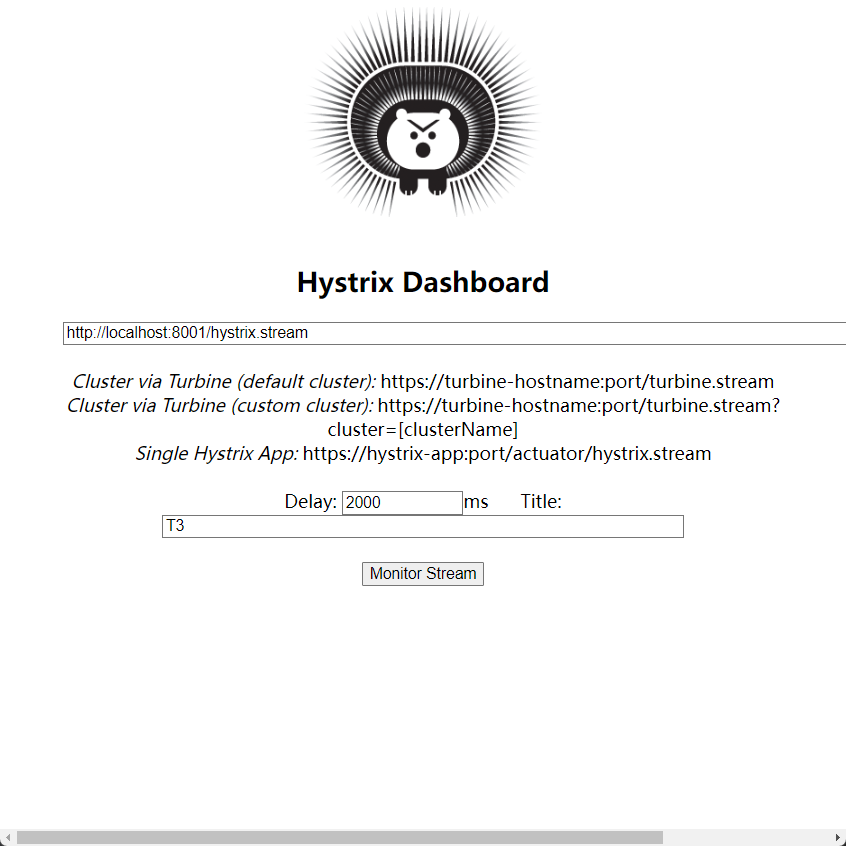 Hystrix Dashboard
http://localhost:8001/hystrix.stream
Cluster via Turbine (default cluster): https://turbine-hostname:port/turbine.stream
Cluster via Turbine (custom cluster): https://turbine-hostname:port/turbine.stream?
cluster=[clusterName]
Single Hystrix App: https://hystrix-app:port/actuator/hystrix.stream
Delay: 2000 ms Title:
T3
Monitor Stream